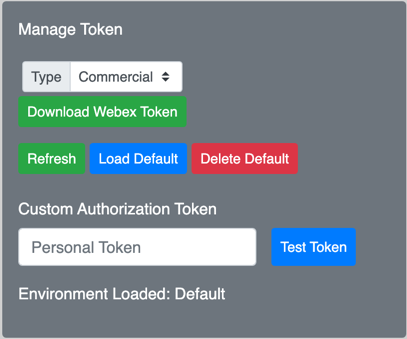 Manage Token
Type Commercial
Download Webex Token
Refresh Load Default Delete Default
Custom Authorization Token
Personal Token Test Token
Environment Loaded: Default